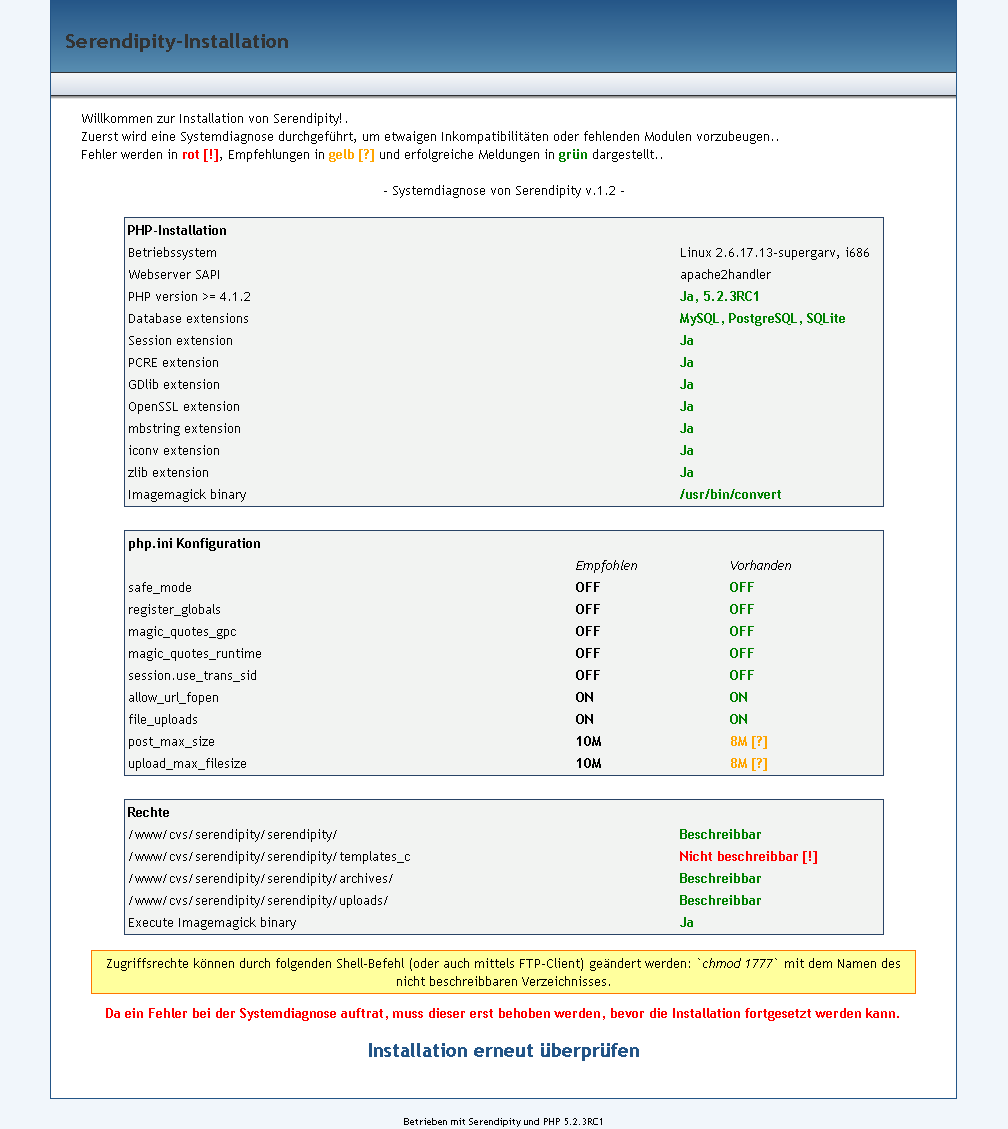 Serendipity-Installation
Willkommen zur Installation von Serendipity!.
Zuerst wird eine Systemdiagnose durchgeführt, um etwaigen Inkompatibilitäten oder fehlenden Modulen vorzubeugen..
Fehler werden in rot [!], Empfehlungen in gelb [?] und erfolgreiche Meldungen in grün dargestellt..
- Systemdiagnose von Serendipity v.1.2 -
PHP-Installation
Betriebssystem Linux 2.6.17.13-supergarv, i686
Webserver SAPI apache2handler
PHP version >= 4.1.2 Ja, 5.2.3RC1
Database extensions MySQL, PostgreSQL, SQLite
Session extension Ja
PCRE extension Ja
GDlib extension Ja
OpenSSL extension Ja
mbstring extension Ja
iconv extension Ja
zlib extension Ja
Imagemagick binary /usr/bin/convert
php.ini Konfiguration
Empfohlen Vorhanden
safe_mode OFF OFF
register_globals OFF OFF
magic_quotes_gpc OFF OFF
magic_quotes_runtime OFF OFF
session.use_trans_sid OFF OFF
allow_url_fopen ON ON
file_uploads ON ON
post_max_size 10M 8M [?]
upload_max_filesize 10M 8M [?]
Rechte
/www/cvs/serendipity/serendipity/ Beschreibbar
/www/cvs/serendipity/serendipity/templates_c Nicht beschreibbar [!]
/www/cvs/serendipity/serendipity/archives/ Beschreibbar
/www/cvs/serendipity/serendipity/uploads/ Beschreibbar
Execute Imagemagick binary Ja
Zugriffsrechte können durch folgenden Shell-Befehl (oder auch mittels FTP-Client) geändert werden: `chmod 1777` mit dem Namen des
nicht beschreibbaren Verzeichnisses.
Da ein Fehler bei der Systemdiagnose auftrat, muss dieser erst behoben werden, bevor die Installation fortgesetzt werden kann.
Installation erneut überprüfen
Betrieben mit Serendipity und PHP 5.2.3RC1